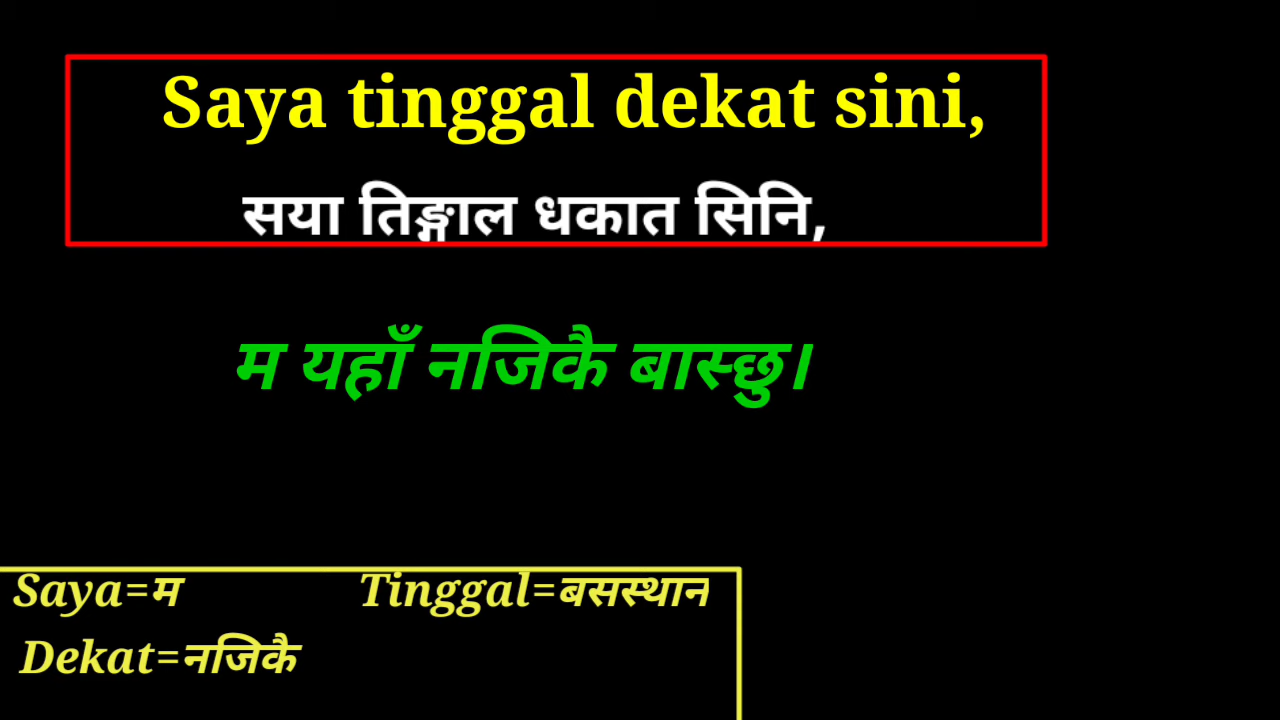 Saya tinggal dekat sini,
सया तिङ्गाल धकात सिनि,
म यहाँ नजिकै बास्छु।
Saya=म Tinggal=बसस्थान
Dekat=नजिकै